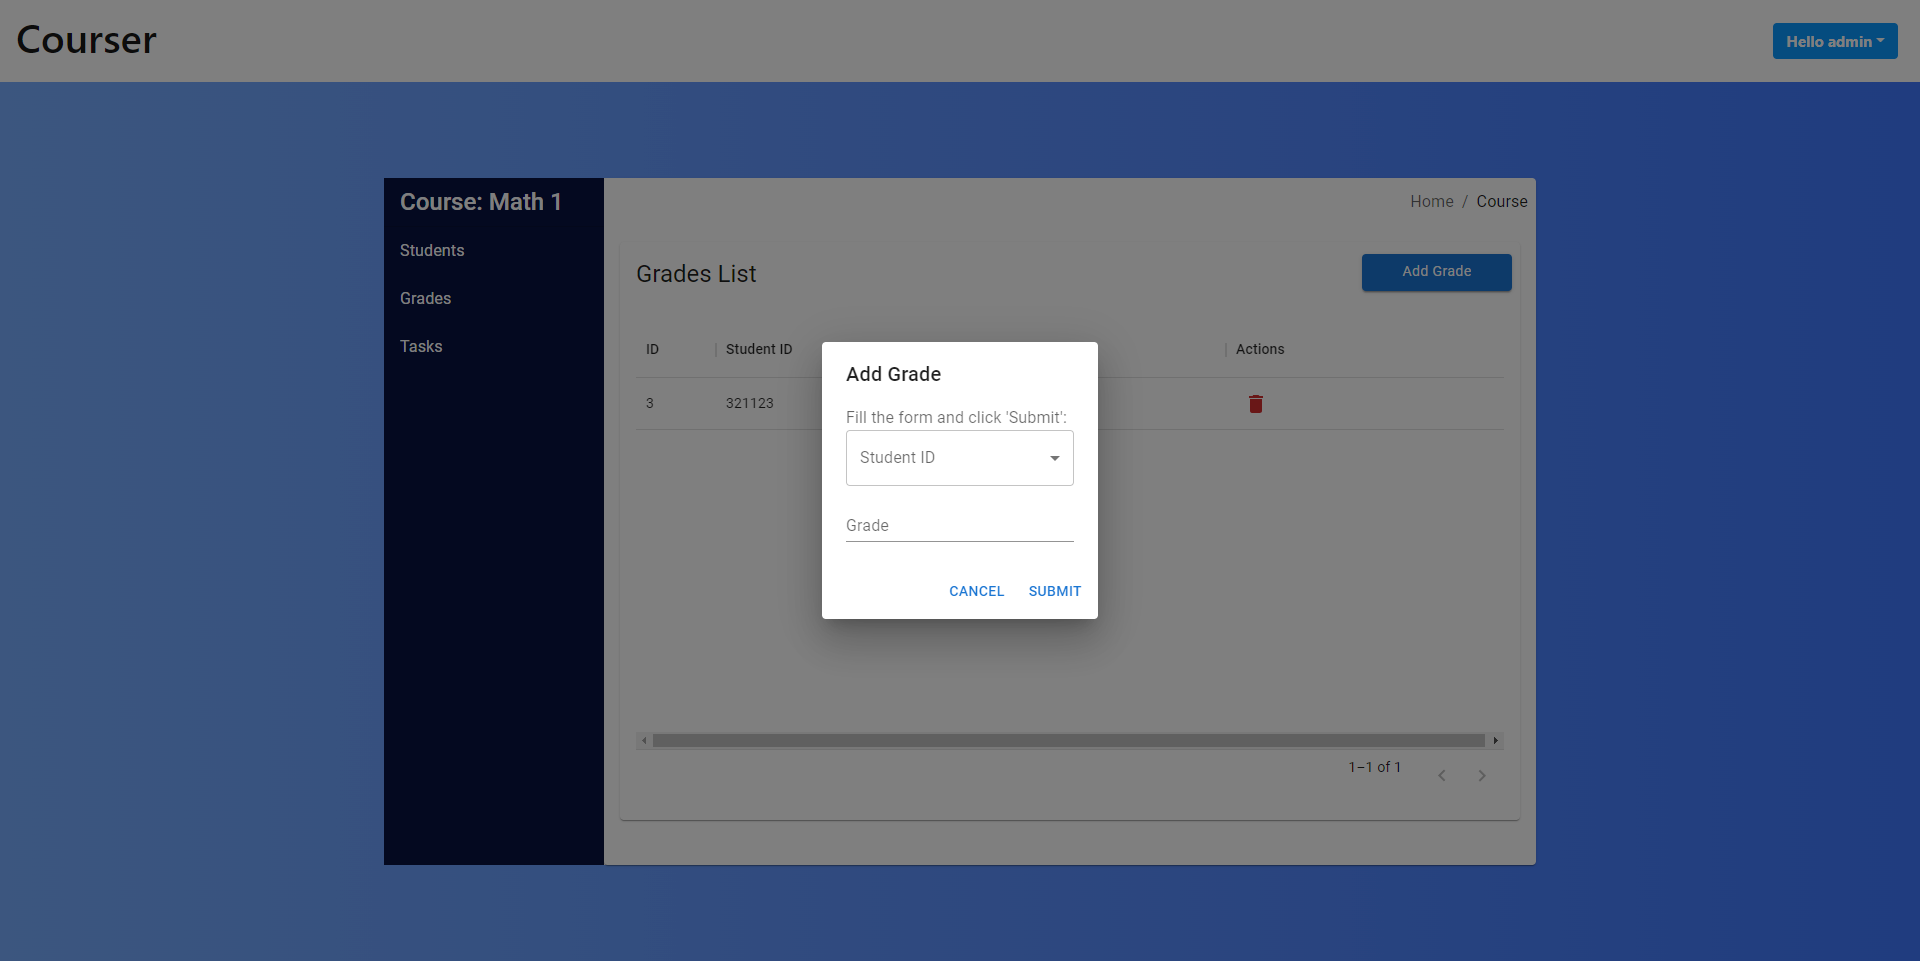 Courser
Hello admin
Course: Math 1
Home / Course
Students
Grades
Tasks
Grades List
Add Grade
ID
Student ID
Actions
3
321123
Add Grade
Fill the form and click 'Submit':
Student ID
Grade
CANCEL
SUBMIT
1–1 of 1